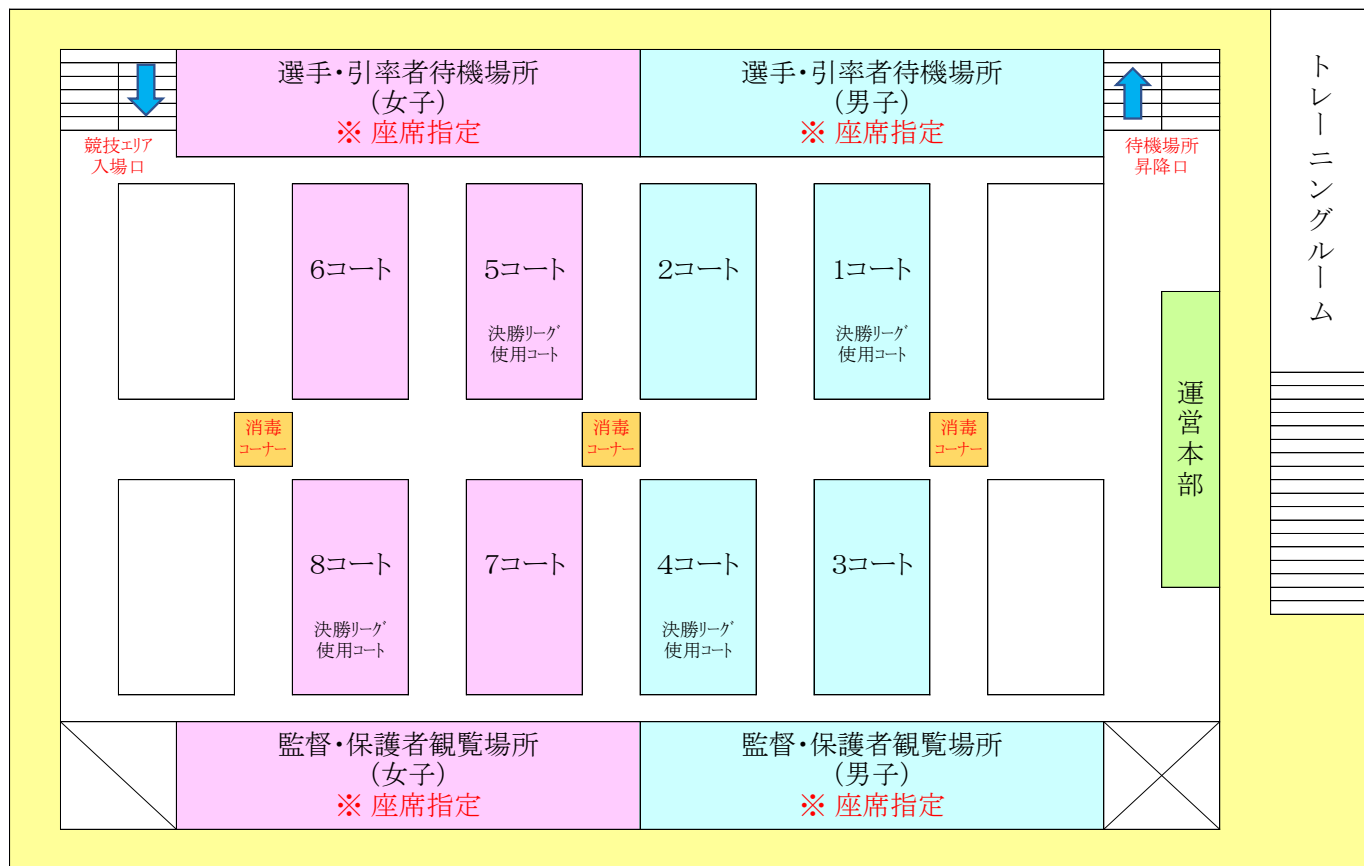 選手・引率者待機場所
(女子)
※ 座席指定
選手・引率者待機場所
(男子)
※ 座席指定
競技エリア
入場口
待機場所
昇降口
トレーニングルーム
6コート
5コート
決勝リーグ
使用コート
2コート
1コート
決勝リーグ
使用コート
運営本部
消毒
コーナー
消毒
コーナー
消毒
コーナー
8コート
決勝リーグ
使用コート
7コート
4コート
決勝リーグ
使用コート
3コート
監督・保護者観覧場所
(女子)
※ 座席指定
監督・保護者観覧場所
(男子)
※ 座席指定